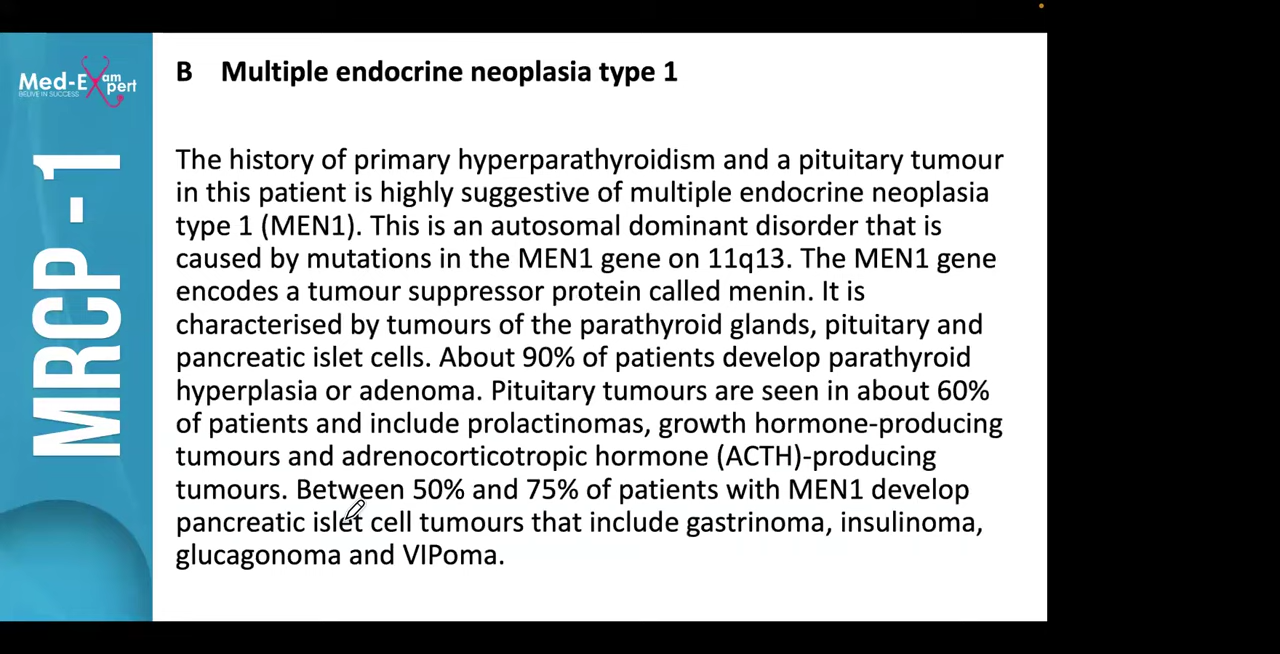 Med-Exam
pert
BELIVE IN SUCCESS
MRCP - 1
B Multiple endocrine neoplasia type 1
The history of primary hyperparathyroidism and a pituitary tumour
in this patient is highly suggestive of multiple endocrine neoplasia
type 1 (MEN1). This is an autosomal dominant disorder that is
caused by mutations in the MEN1 gene on 11q13. The MEN1 gene
encodes a tumour suppressor protein called menin. It is
characterised by tumours of the parathyroid glands, pituitary and
pancreatic islet cells. About 90% of patients develop parathyroid
hyperplasia or adenoma. Pituitary tumours are seen in about 60%
of patients and include prolactinomas, growth hormone-producing
tumours and adrenocorticotropic hormone (ACTH)-producing
tumours. Between 50% and 75% of patients with MEN1 develop
pancreatic islet cell tumours that include gastrinoma, insulinoma,
glucagonoma and VIPoma.